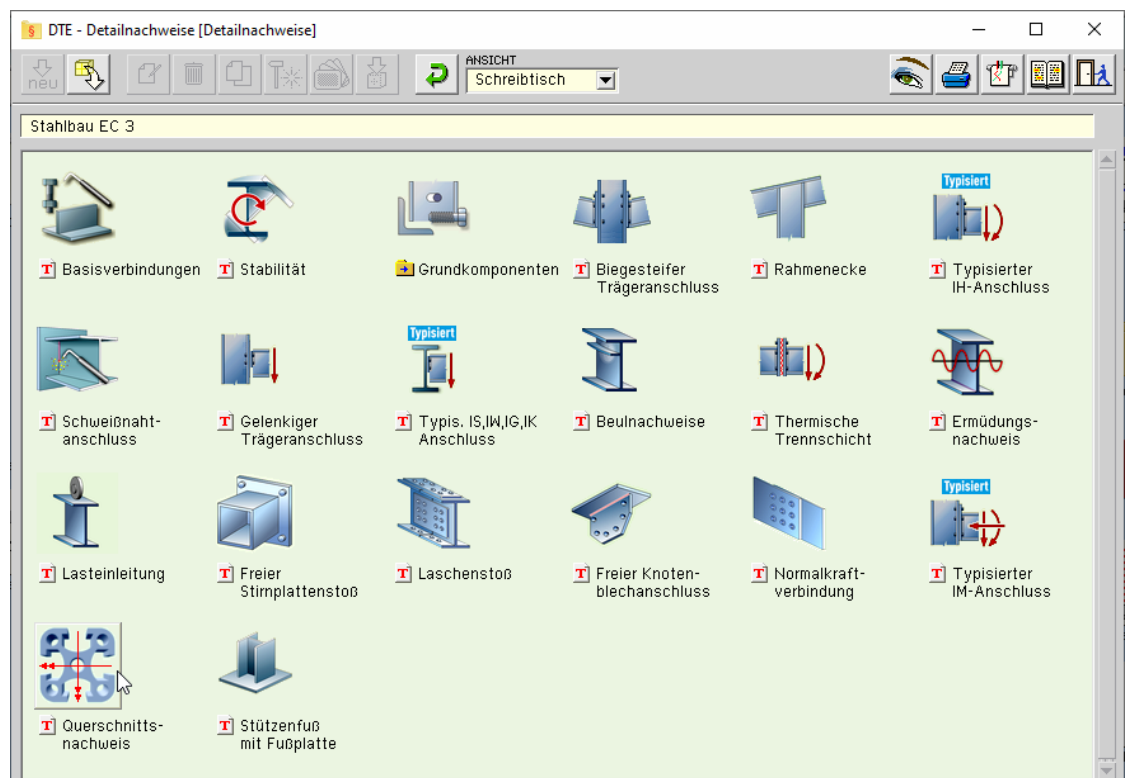 § DTE - Detailnachweise [Detailnachweise]
neu
ANSICHT
Schreibtisch
Stahlbau EC 3
T Basisverbindungen
T Stabilität
Grundkomponenten
T Biegesteifer
Trägeranschluss
T Rahmenecke
Typisiert
T Typisierter
IH-Anschluss
T Schweißnaht-
anschluss
T Gelenkiger
Trägeranschluss
Typisiert
T Typis. IS,IW,IG,IK
Anschluss
T Beulnachweise
T Thermische
Trennschicht
T Ermüdungs-
nachweis
T Lasteinleitung
T Freier
Stirnplattenstoß
T Laschenstoß
T Freier Knoten-
blechanschluss
T Normalkraft-
verbindung
Typisiert
T Typisierter
IM-Anschluss
T Querschnitts-
nachweis
T Stützenfuß
mit Fußplatte